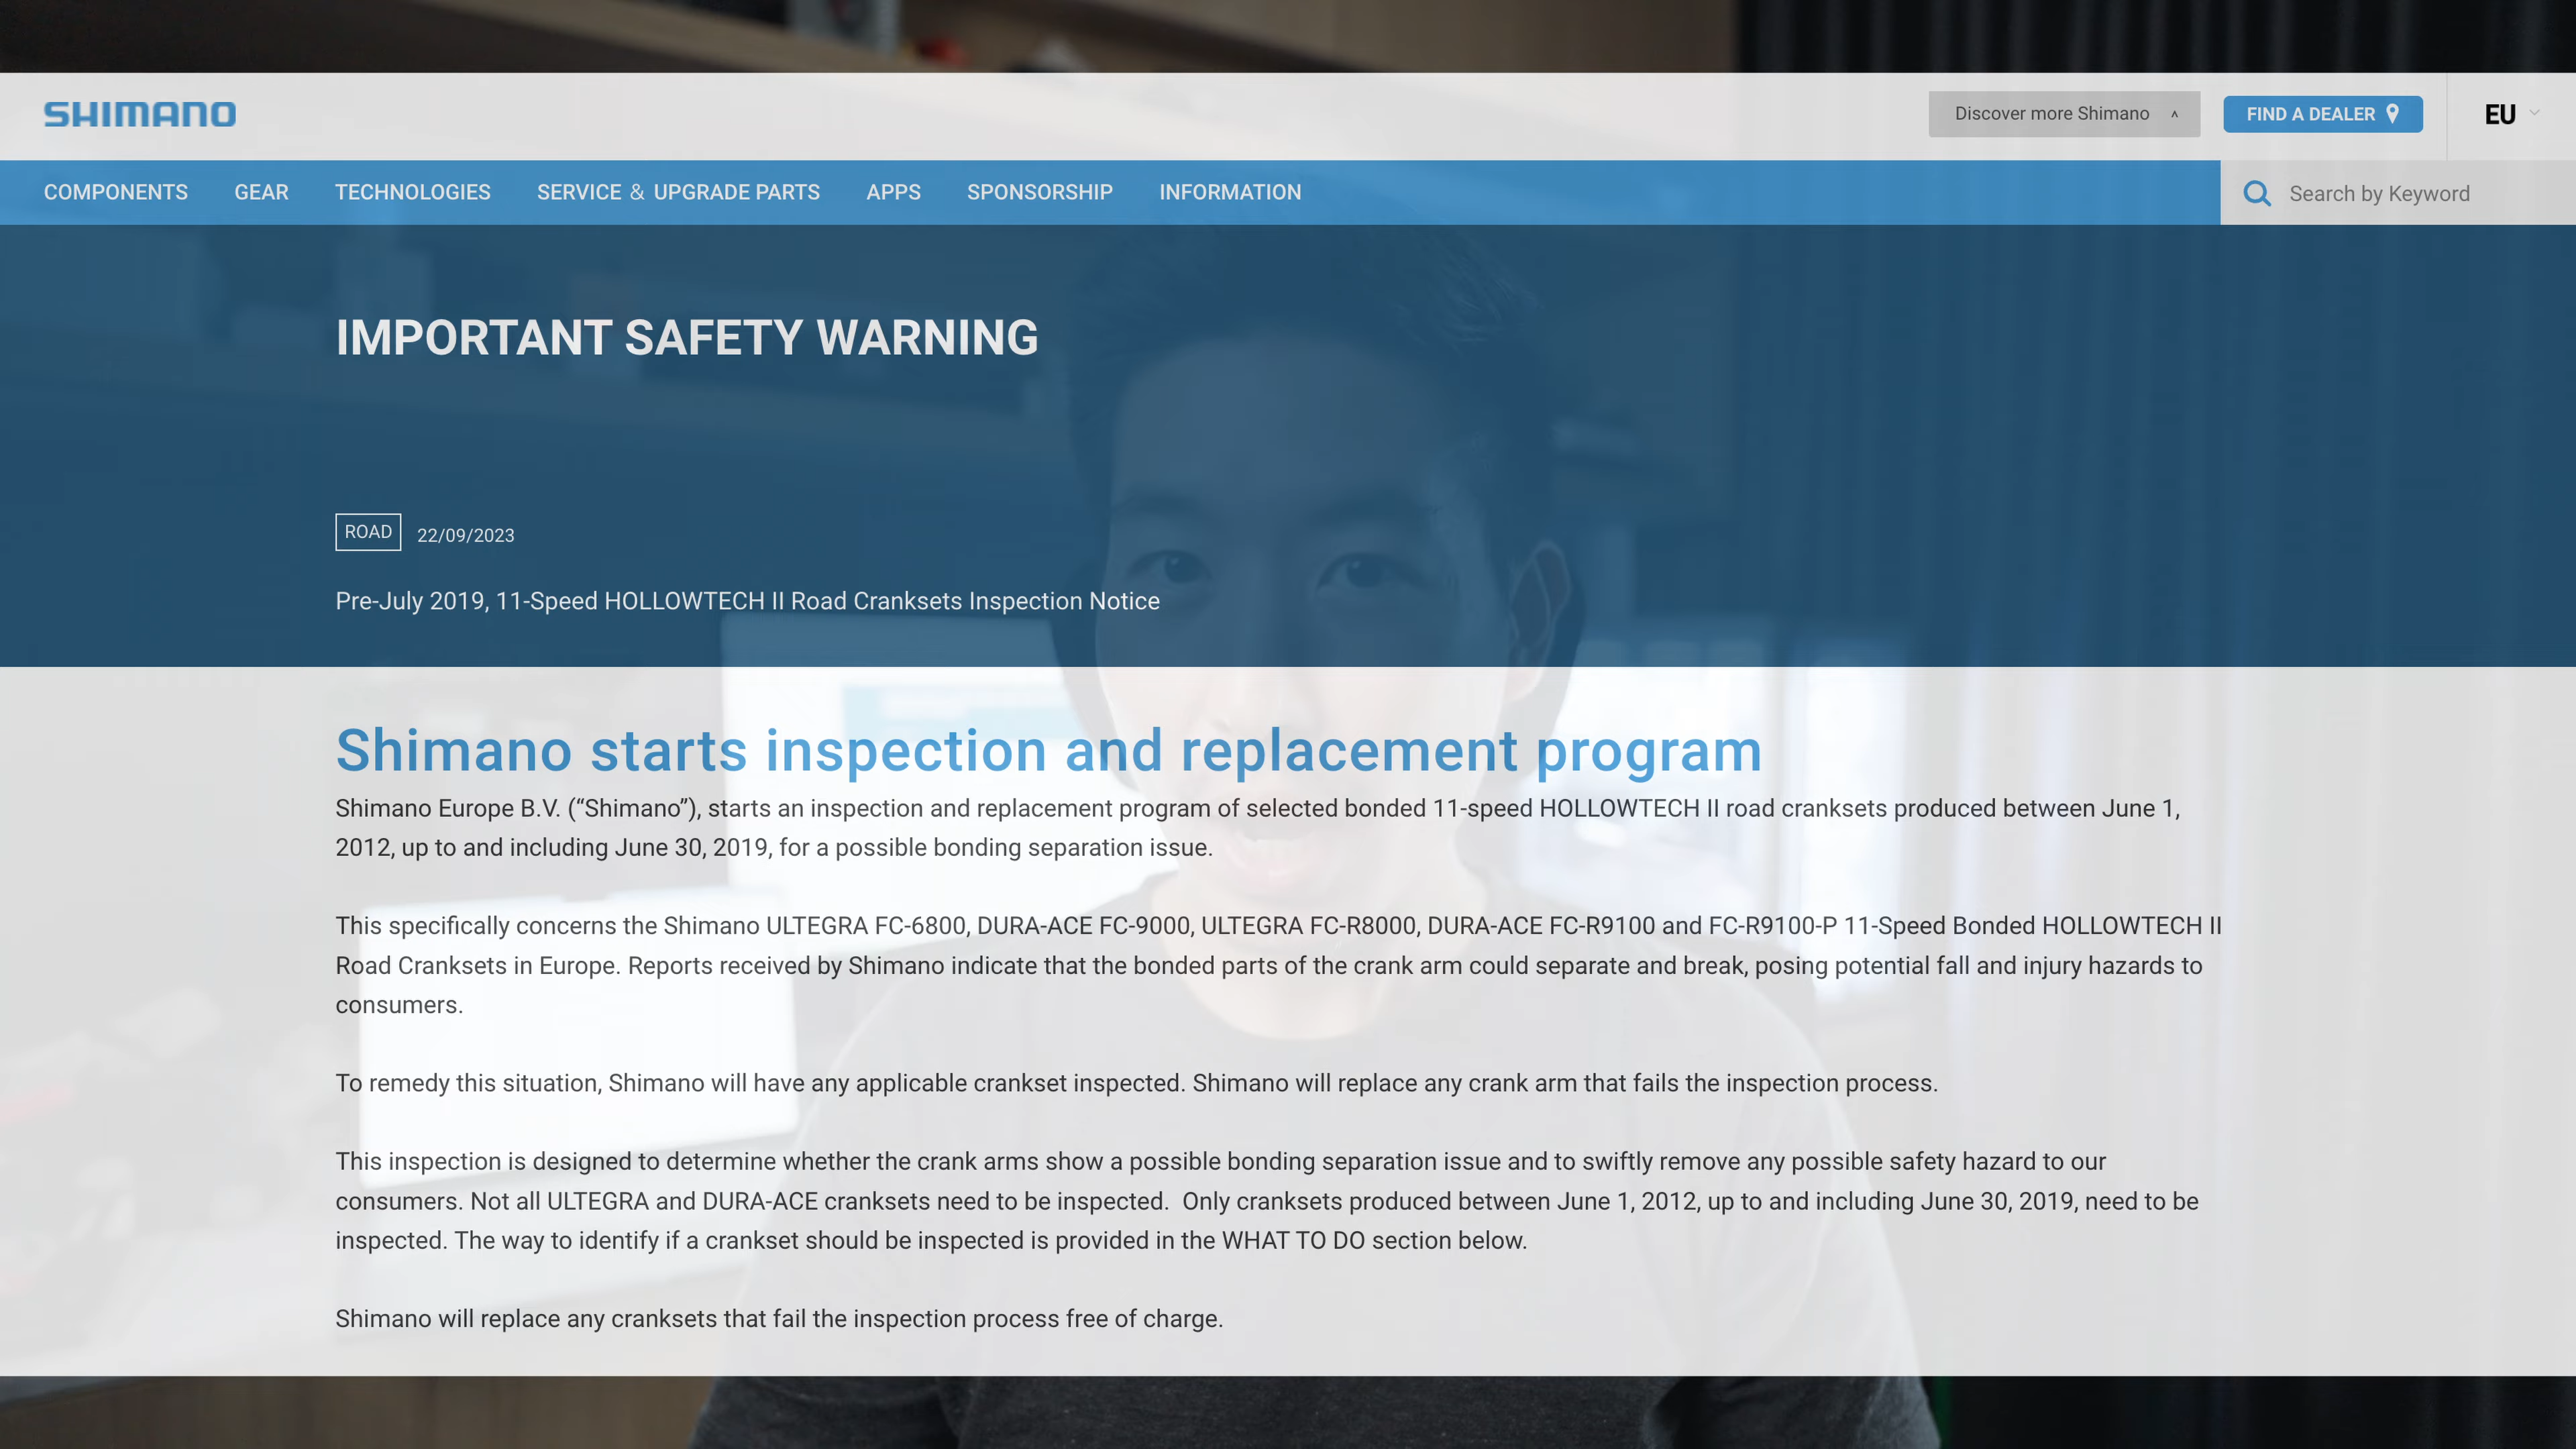 SHIMANO
Discover more Shimano
FIND A DEALER
EU
COMPONENTS GEAR TECHNOLOGIES SERVICE & UPGRADE PARTS APPS SPONSORSHIP INFORMATION
Search by Keyword
IMPORTANT SAFETY WARNING
ROAD 22/09/2023
Pre-July 2019, 11-Speed HOLLOWTECH II Road Cranksets Inspection Notice
Shimano starts inspection and replacement program
Shimano Europe B.V. (“Shimano”), starts an inspection and replacement program of selected bonded 11-speed HOLLOWTECH II road cranksets produced between June 1,
2012, up to and including June 30, 2019, for a possible bonding separation issue.
This specifically concerns the Shimano ULTEGRA FC-6800, DURA-ACE FC-9000, ULTEGRA FC-R8000, DURA-ACE FC-R9100 and FC-R9100-P 11-Speed Bonded HOLLOWTECH II
Road Cranksets in Europe. Reports received by Shimano indicate that the bonded parts of the crank arm could separate and break, posing potential fall and injury hazards to
consumers.
To remedy this situation, Shimano will have any applicable crankset inspected. Shimano will replace any crank arm that fails the inspection process.
This inspection is designed to determine whether the crank arms show a possible bonding separation issue and to swiftly remove any possible safety hazard to our
consumers. Not all ULTEGRA and DURA-ACE cranksets need to be inspected.  Only cranksets produced between June 1, 2012, up to and including June 30, 2019, need to be
inspected. The way to identify if a crankset should be inspected is provided in the WHAT TO DO section below.
Shimano will replace any cranksets that fail the inspection process free of charge.